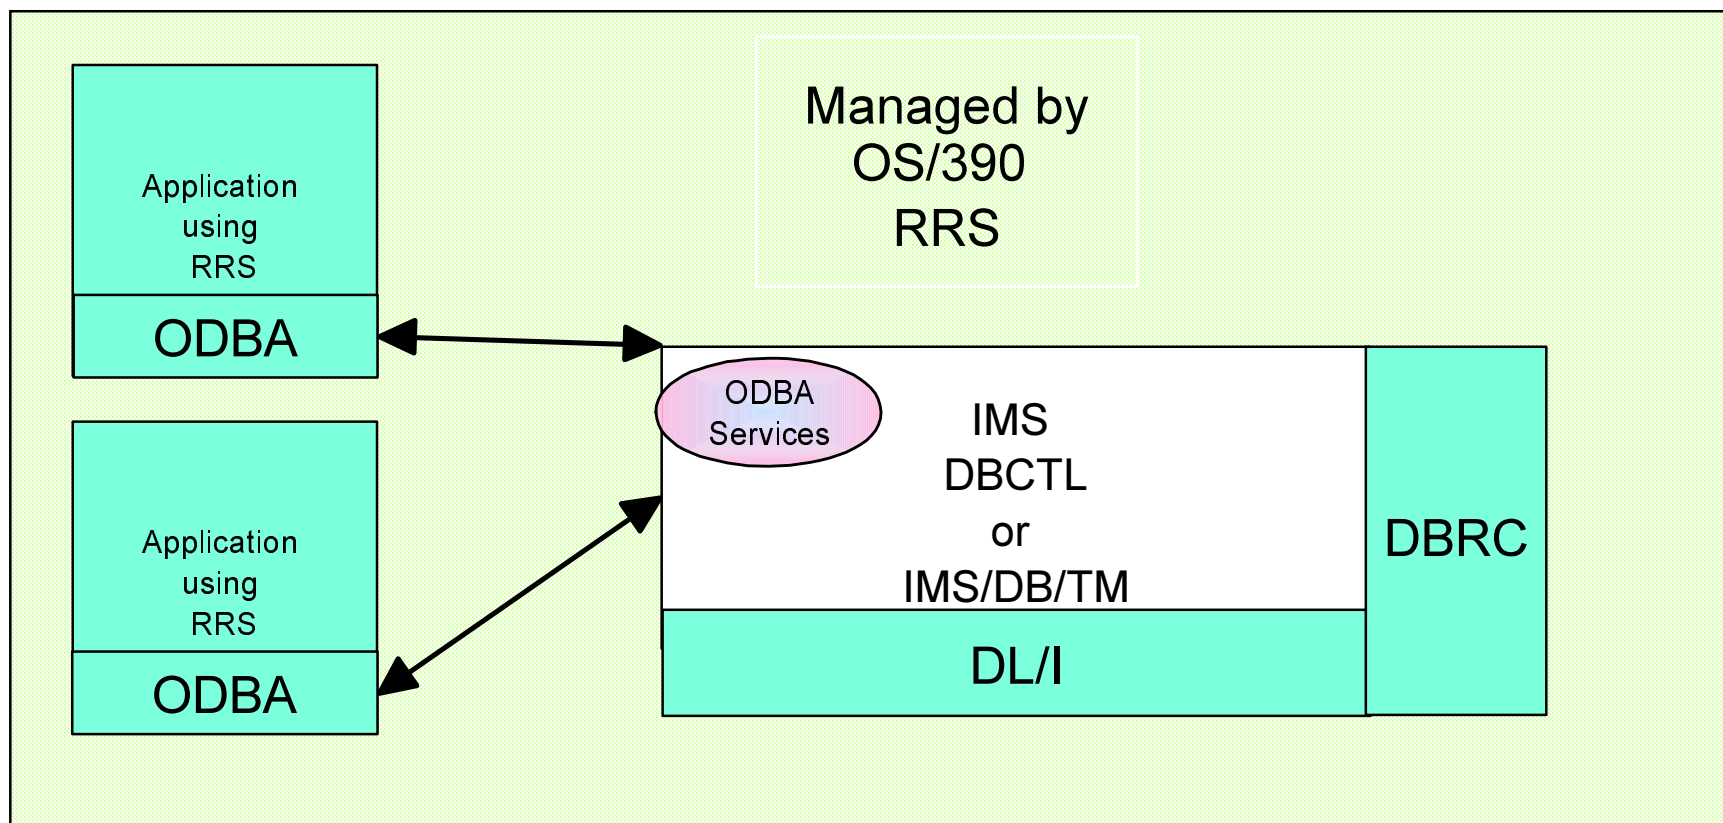 Managed by
OS/390
RRS
Application
using
RRS
ODBA
Application
using
RRS
ODBA
ODBA
Services
IMS
DBCTL
or
IMS/DB/TM
DL/I
DBRC